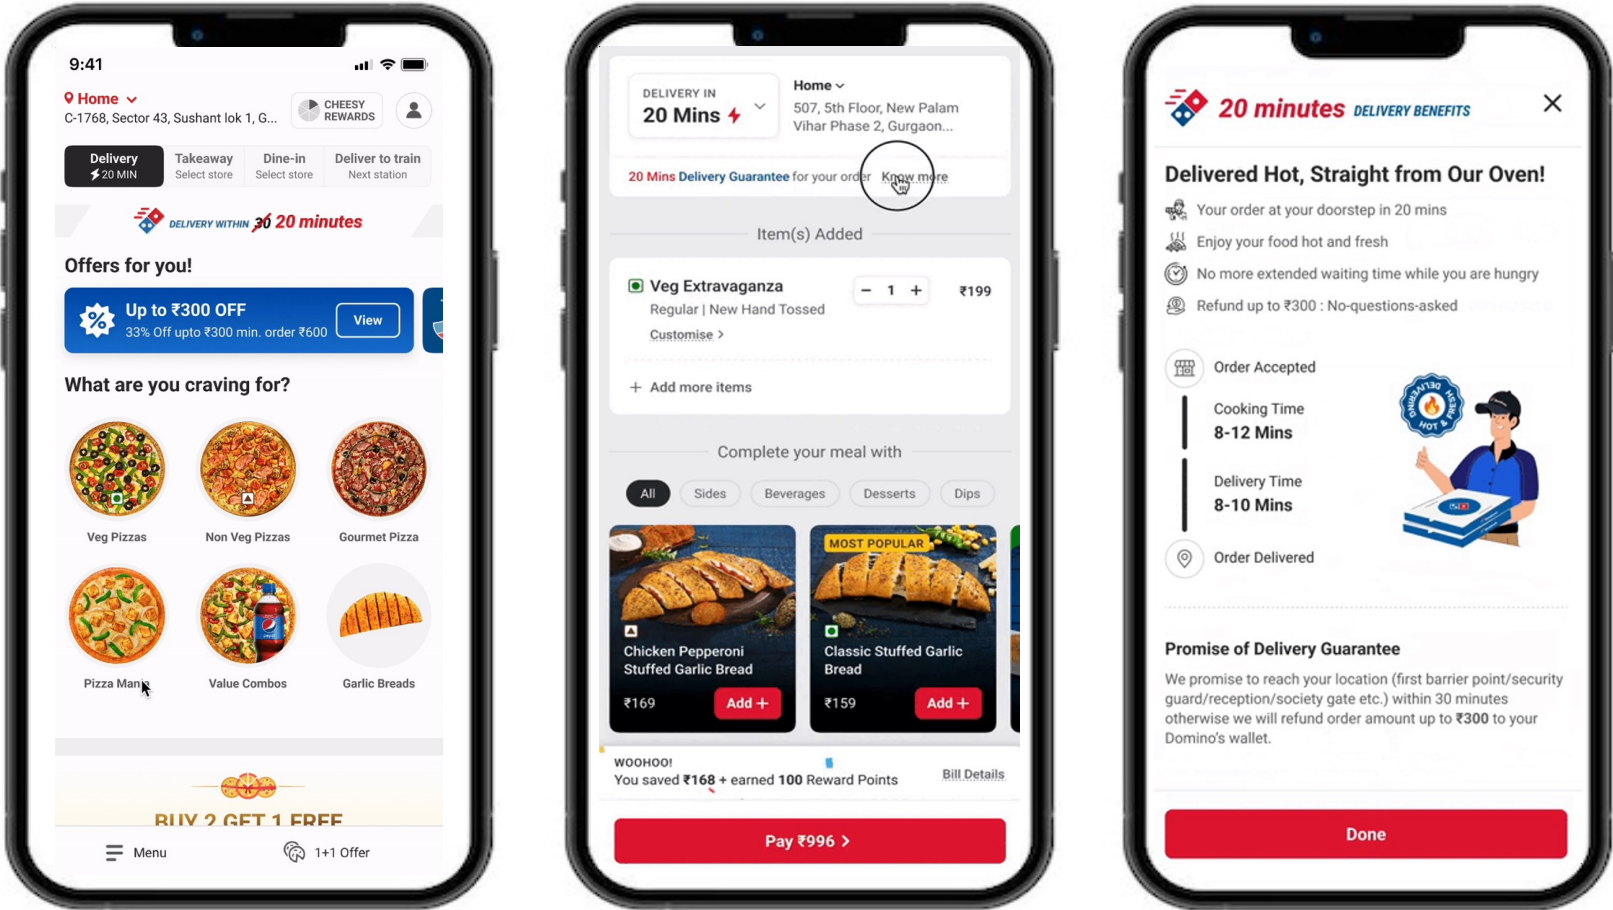 9:41
Home
C-1768, Sector 43, Sushant lok 1, G...
CHEESY
REWARDS
Delivery
20 MIN
Takeaway
Select store
Dine-in
Select store
Deliver to train
Next station
DELIVERY WITHIN 30 20 minutes
Offers for you!
Up to ₹300 OFF
33% Off upto ₹300 min. order ₹600
View
What are you craving for?
Veg Pizzas
Non Veg Pizzas
Gourmet Pizza
Pizza Mania
Value Combos
Garlic Breads
BUY 2 GET 1 FREE
Menu
1+1 Offer
DELIVERY IN
20 Mins
Home
507, 5th Floor, New Palam
Vihar Phase 2, Gurgaon...
20 Mins Delivery Guarantee for your order Know more
Item(s) Added
Veg Extravaganza
Regular | New Hand Tossed
Customise >
− 1 +
₹199
+ Add more items
Complete your meal with
All
Sides
Beverages
Desserts
Dips
Chicken Pepperoni
Stuffed Garlic Bread
₹169
Add +
MOST POPULAR
Classic Stuffed Garlic
Bread
₹159
Add +
WOOHOO!
You saved ₹168 + earned 100 Reward Points
Bill Details
Pay ₹996 >
20 minutes DELIVERY BENEFITS
Delivered Hot, Straight from Our Oven!
Your order at your doorstep in 20 mins
Enjoy your food hot and fresh
No more extended waiting time while you are hungry
Refund up to ₹300 : No-questions-asked
Order Accepted
Cooking Time
8-12 Mins
Delivery Time
8-10 Mins
Order Delivered
DELIVERING
HOT & FRESH
Promise of Delivery Guarantee
We promise to reach your location (first barrier point/security
guard/reception/society gate etc.) within 30 minutes
otherwise we will refund order amount up to ₹300 to your
Domino's wallet.
Done